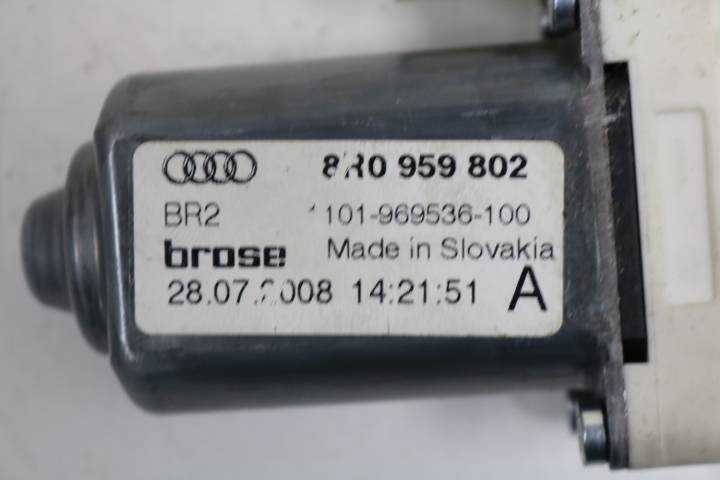 8R0 959 802
BR2 101-969536-100
brose Made in Slovakia
28.07.2008 14:21:51 A